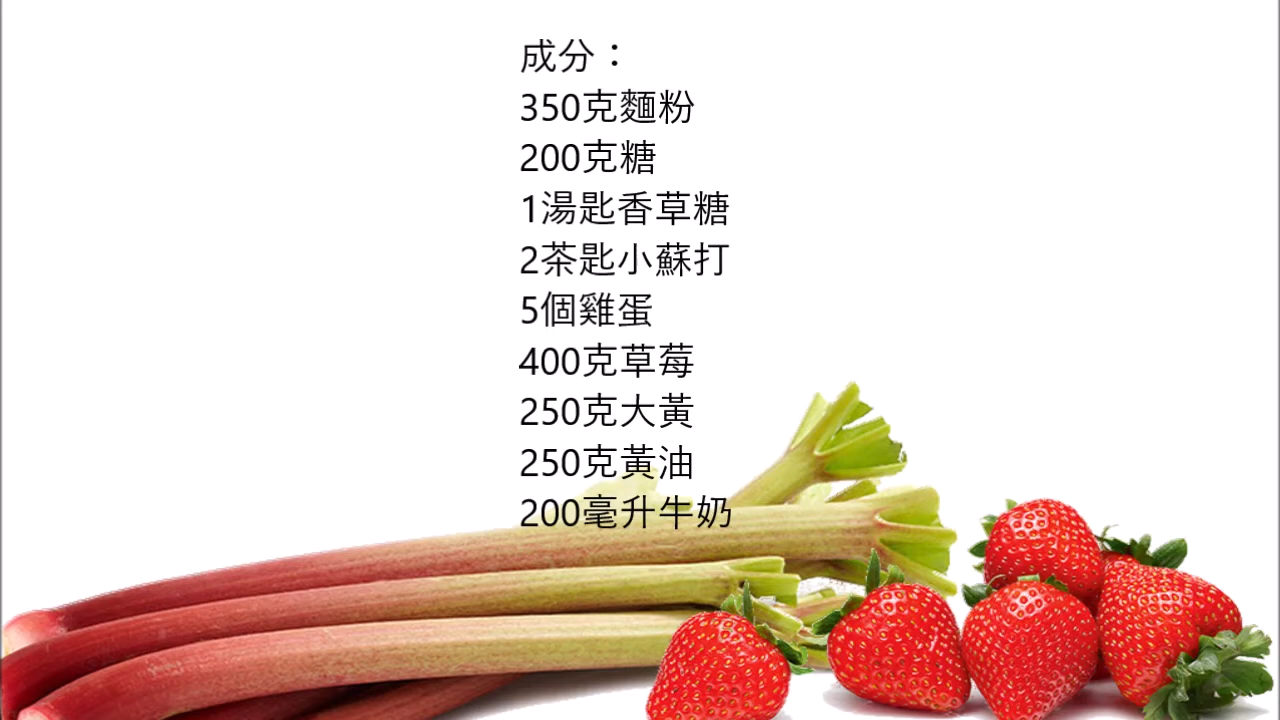 成分：
350克麵粉
200克糖
1湯匙香草糖
2茶匙小蘇打
5個雞蛋
400克草莓
250克大黃
250克黃油
200毫升牛奶